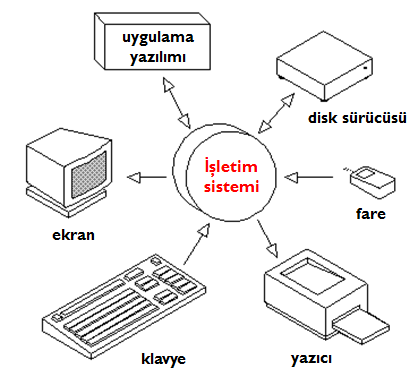 uygulama
yazılımı
disk sürücüsü
İşletim
sistemi
ekran
fare
klavye
yazıcı